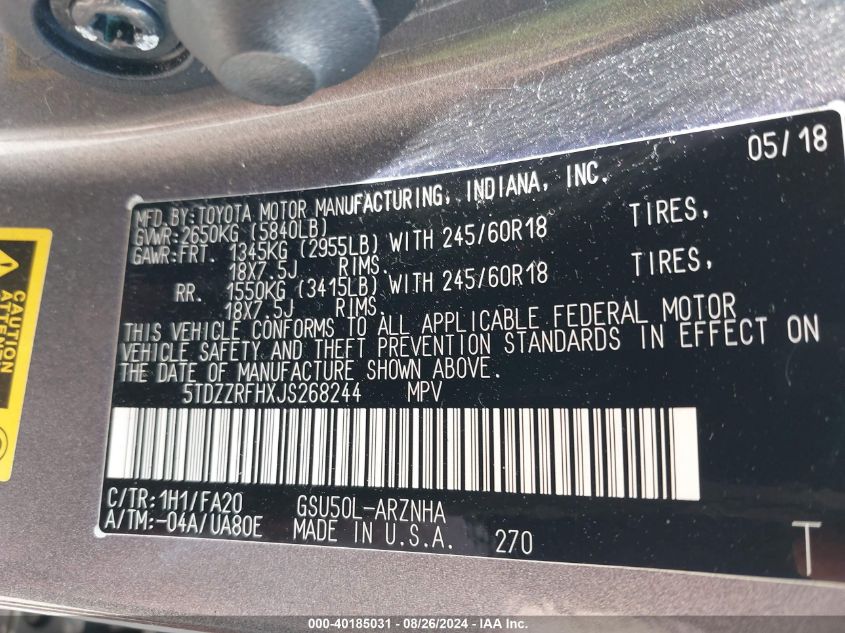 05/18
MFD. BY: TOYOTA MOTOR MANUFACTURING, INDIANA, INC.
GVWR: 2650KG (5840LB)
GAWR: FRT. 1345KG (2955LB) WITH 245/60R18 TIRES,
18X7.5J RIMS.
RR. 1550KG (3415LB) WITH 245/60R18 TIRES,
18X7.5J RIMS.
THIS VEHICLE CONFORMS TO ALL APPLICABLE FEDERAL MOTOR
VEHICLE SAFETY AND THEFT PREVENTION STANDARDS IN EFFECT ON
THE DATE OF MANUFACTURE SHOWN ABOVE.
5TDZZRFHXJS268244 MPV
C/TR: 1H1/FA20 GSU50L-ARZNHA
A/TM: -04A/UA80E MADE IN U.S.A. 270 T
CAUTION
000-40185031 - 08/26/2024 - IAA Inc.